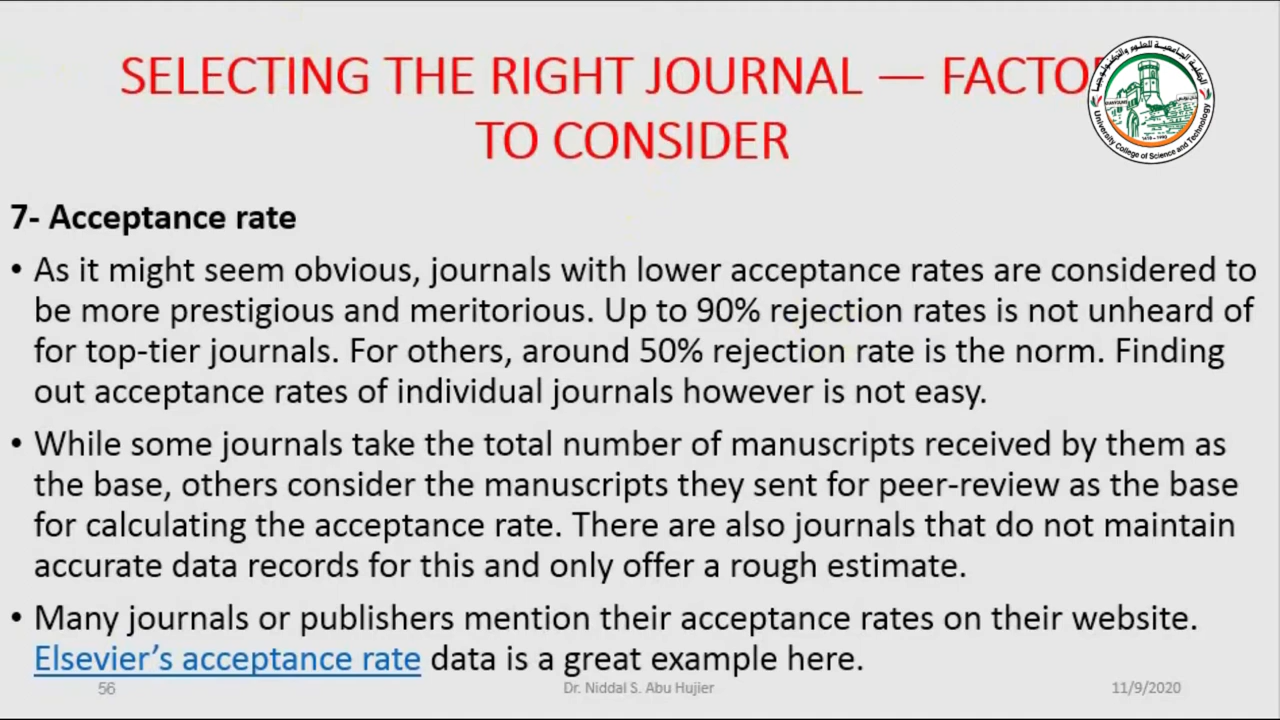 SELECTING THE RIGHT JOURNAL — FACTO
TO CONSIDER
University College of Science and Technology
7- Acceptance rate
• As it might seem obvious, journals with lower acceptance rates are considered to
be more prestigious and meritorious. Up to 90% rejection rates is not unheard of
for top-tier journals. For others, around 50% rejection rate is the norm. Finding
out acceptance rates of individual journals however is not easy.
• While some journals take the total number of manuscripts received by them as
the base, others consider the manuscripts they sent for peer-review as the base
for calculating the acceptance rate. There are also journals that do not maintain
accurate data records for this and only offer a rough estimate.
• Many journals or publishers mention their acceptance rates on their website.
Elsevier’s acceptance rate data is a great example here.
56
Dr. Niddal S. Abu Hujier
11/9/2020